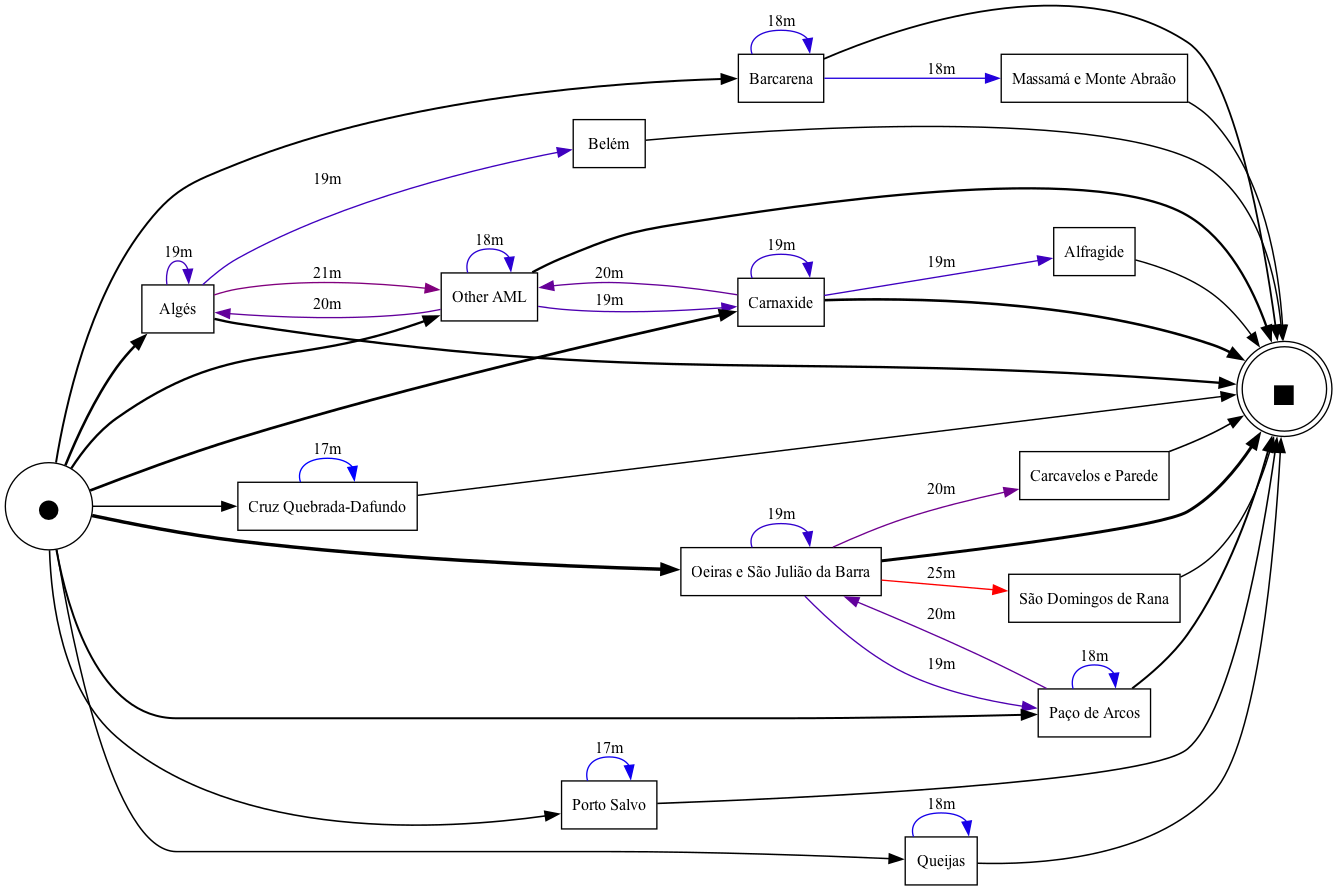 18m
Barcarena
18m
Massamá e Monte Abraão
Belém
19m
19m
Algés
21m
20m
18m
Other AML
20m
19m
19m
Carnaxide
19m
Alfragide
17m
Cruz Quebrada-Dafundo
19m
Oeiras e São Julião da Barra
20m
Carcavelos e Parede
25m
São Domingos de Rana
20m
19m
18m
Paço de Arcos
17m
Porto Salvo
18m
Queijas